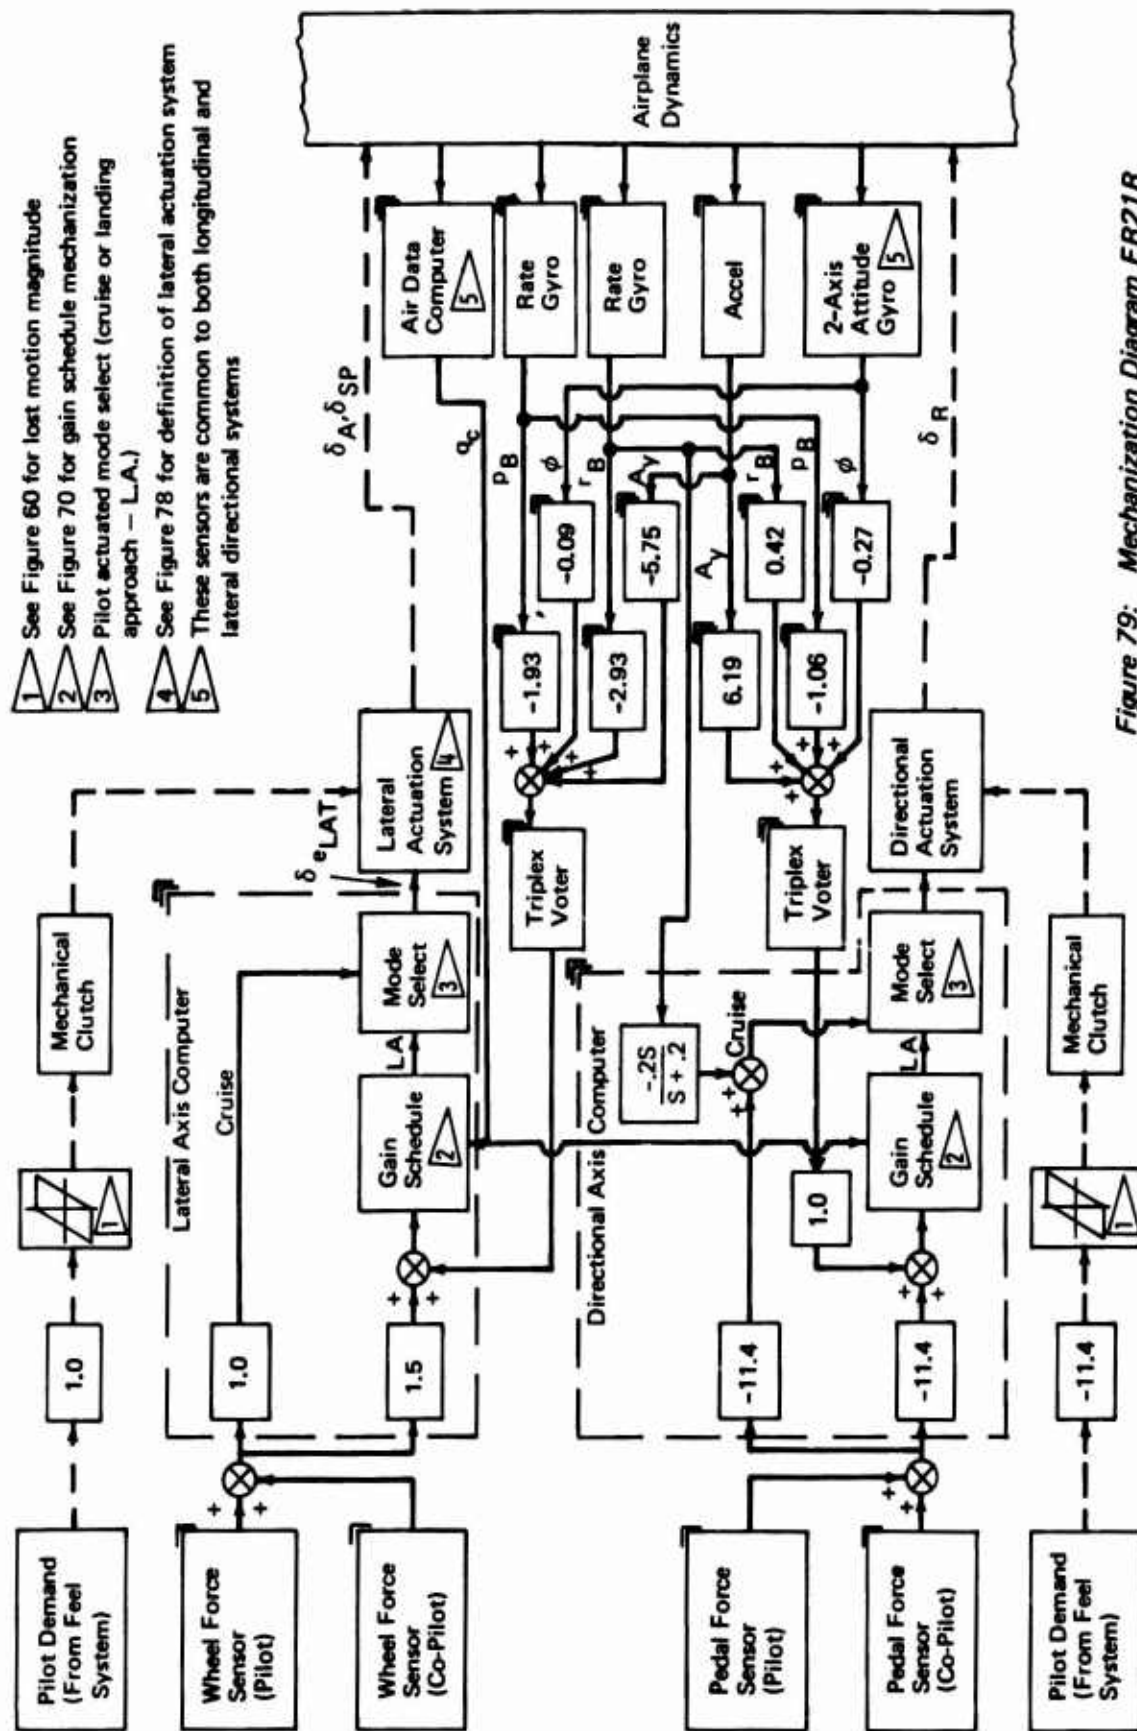 1 See Figure 60 for lost motion magnitude
2 See Figure 70 for gain schedule mechanization
3 Pilot actuated mode select (cruise or landing
approach – L.A.)
4 See Figure 78 for definition of lateral actuation system
5 These sensors are common to both longitudinal and
lateral directional systems
Pilot Demand
(From Feel
System)
1.0
1
Mechanical
Clutch
Wheel Force
Sensor
(Pilot)
+
+
Wheel Force
Sensor
(Co-Pilot)
Lateral Axis Computer
1.0
Cruise
1.5
+
+
Gain
Schedule
2
LA
Mode
Select
3
δeLAT
Lateral
Actuation
System
4
δA,δSP
qc
Triplex
Voter
+
+
+
+
-1.93
-0.09
-2.93
-5.75
pB
ϕ
rB
Ay
Air Data
Computer
5
Rate
Gyro
Rate
Gyro
Accel
2-Axis
Attitude
Gyro
5
Airplane
Dynamics
Ay
rB
pB
ϕ
6.19
0.42
-1.06
-0.27
+
+
+
+
Triplex
Voter
Pedal Force
Sensor
(Pilot)
Pedal Force
Sensor
(Co-Pilot)
+
+
Directional Axis Computer
-11.4
-.2S
S + .2
+
+
Cruise
-11.4
+
+
1.0
Gain
Schedule
2
LA
Mode
Select
3
Directional
Actuation
System
δR
Pilot Demand
(From Feel
System)
-11.4
1
Mechanical
Clutch
Figure 79: Mechanization Diagram ER21R